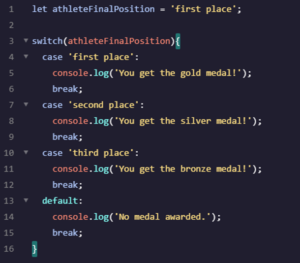 1 let athleteFinalPosition = 'first place';
2
3 switch(athleteFinalPosition){
4 case 'first place':
5 console.log('You get the gold medal!');
6 break;
7 case 'second place':
8 console.log('You get the silver medal!');
9 break;
10 case 'third place':
11 console.log('You get the bronze medal!');
12 break;
13 default:
14 console.log('No medal awarded.');
15 break;
16 }